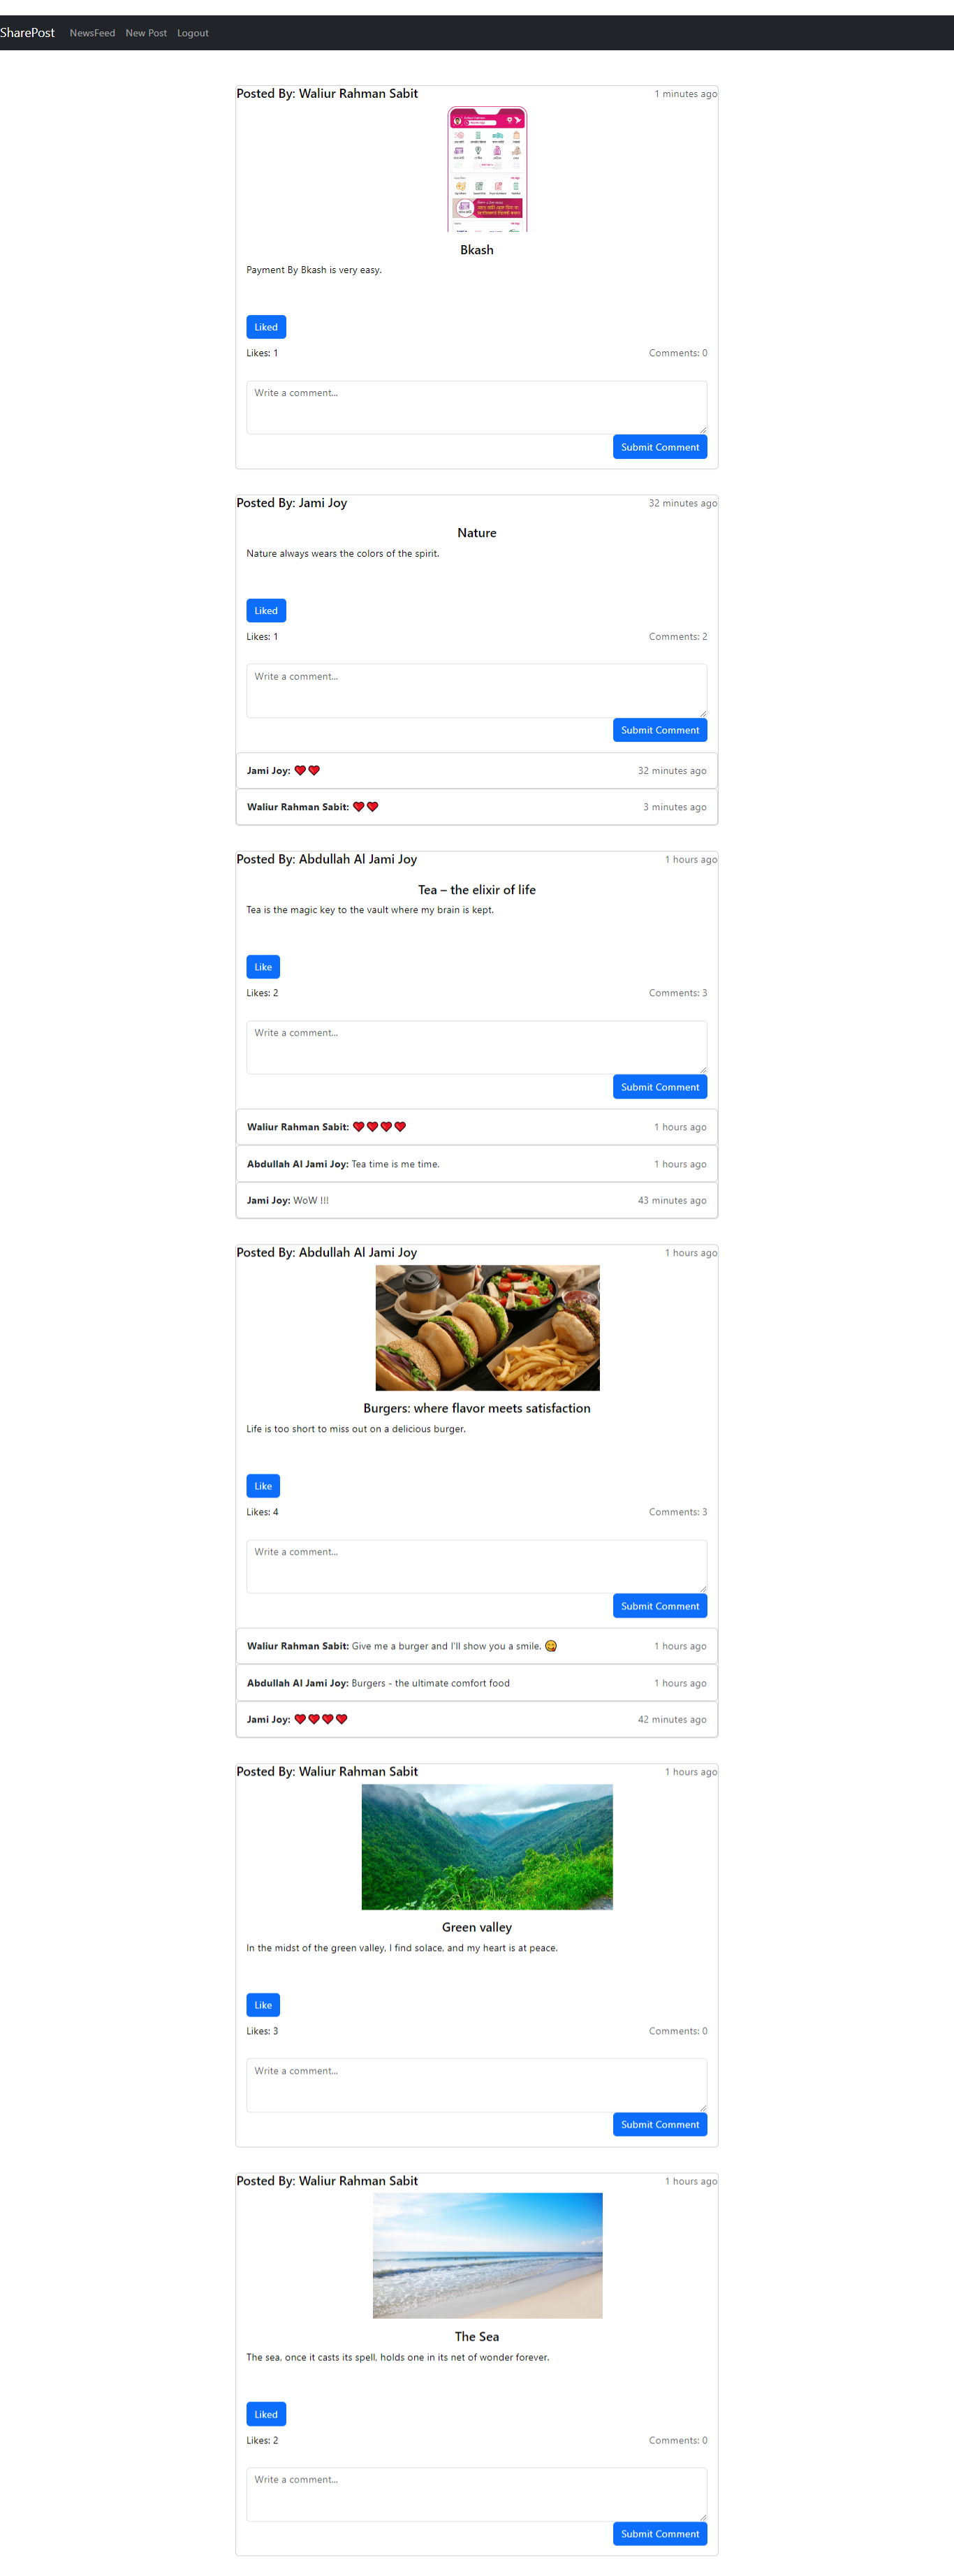 SharePost NewsFeed New Post Logout
Posted By: Waliur Rahman Sabit 1 minutes ago
Bkash
Payment By Bkash is very easy.
Liked
Likes: 1 Comments: 0
Write a comment...
Submit Comment
Posted By: Jami Joy 32 minutes ago
Nature
Nature always wears the colors of the spirit.
Liked
Likes: 1 Comments: 2
Write a comment...
Submit Comment
Jami Joy: ❤️❤️ 32 minutes ago
Waliur Rahman Sabit: ❤️❤️ 3 minutes ago
Posted By: Abdullah Al Jami Joy 1 hours ago
Tea – the elixir of life
Tea is the magic key to the vault where my brain is kept.
Like
Likes: 2 Comments: 3
Write a comment...
Submit Comment
Waliur Rahman Sabit: ❤️❤️❤️❤️ 1 hours ago
Abdullah Al Jami Joy: Tea time is me time. 1 hours ago
Jami Joy: WoW !!! 43 minutes ago
Posted By: Abdullah Al Jami Joy 1 hours ago
Burgers: where flavor meets satisfaction
Life is too short to miss out on a delicious burger.
Like
Likes: 4 Comments: 3
Write a comment...
Submit Comment
Waliur Rahman Sabit: Give me a burger and I'll show you a smile. 😋 1 hours ago
Abdullah Al Jami Joy: Burgers - the ultimate comfort food 1 hours ago
Jami Joy: ❤️❤️❤️❤️ 42 minutes ago
Posted By: Waliur Rahman Sabit 1 hours ago
Green valley
In the midst of the green valley, I find solace, and my heart is at peace.
Like
Likes: 3 Comments: 0
Write a comment...
Submit Comment
Posted By: Waliur Rahman Sabit 1 hours ago
The Sea
The sea, once it casts its spell, holds one in its net of wonder forever.
Liked
Likes: 2 Comments: 0
Write a comment...
Submit Comment